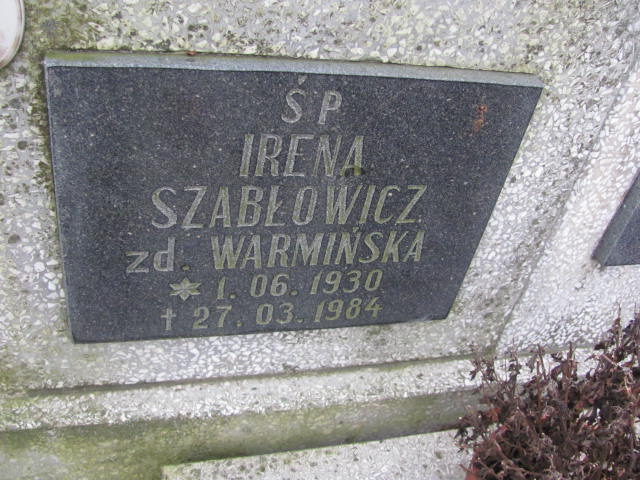 ŚP
IRENA
SZABŁOWICZ
zd. WARMIŃSKA
* 1. 06. 1930
† 27. 03. 1984